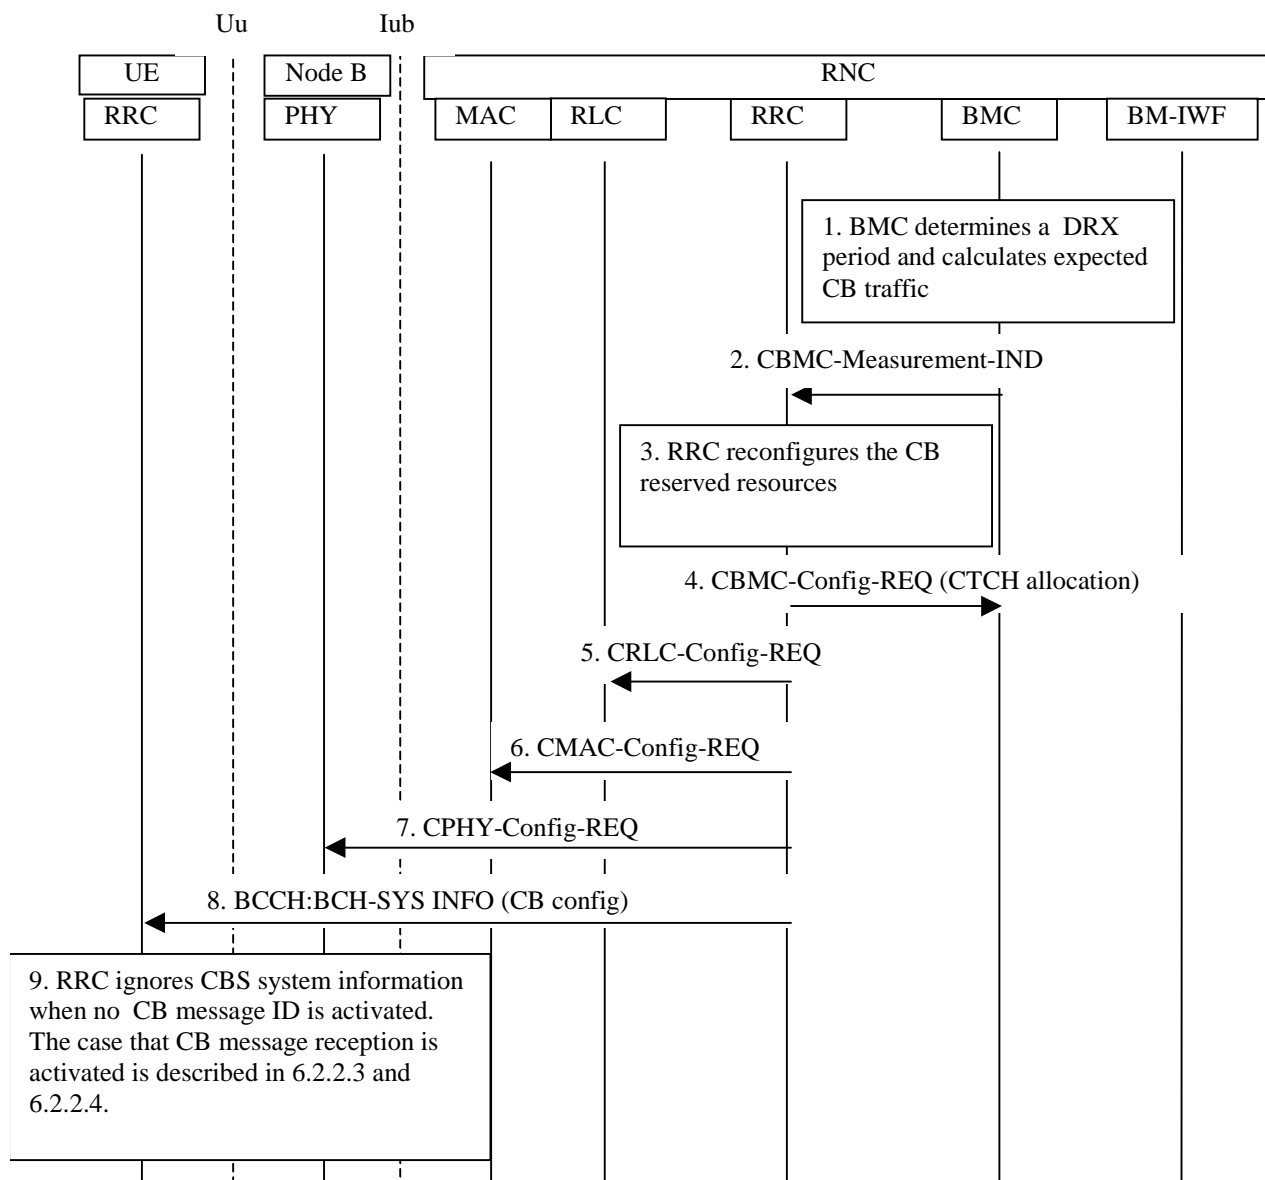 Uu Iub
UE Node B RNC
RRC PHY MAC RLC RRC BMC BM-IWF
1. BMC determines a DRX
period and calculates expected
CB traffic
2. CBMC-Measurement-IND
3. RRC reconfigures the CB
reserved resources
4. CBMC-Config-REQ (CTCH allocation)
5. CRLC-Config-REQ
6. CMAC-Config-REQ
7. CPHY-Config-REQ
8. BCCH:BCH-SYS INFO (CB config)
9. RRC ignores CBS system information
when no CB message ID is activated.
The case that CB message reception is
activated is described in 6.2.2.3 and
6.2.2.4.